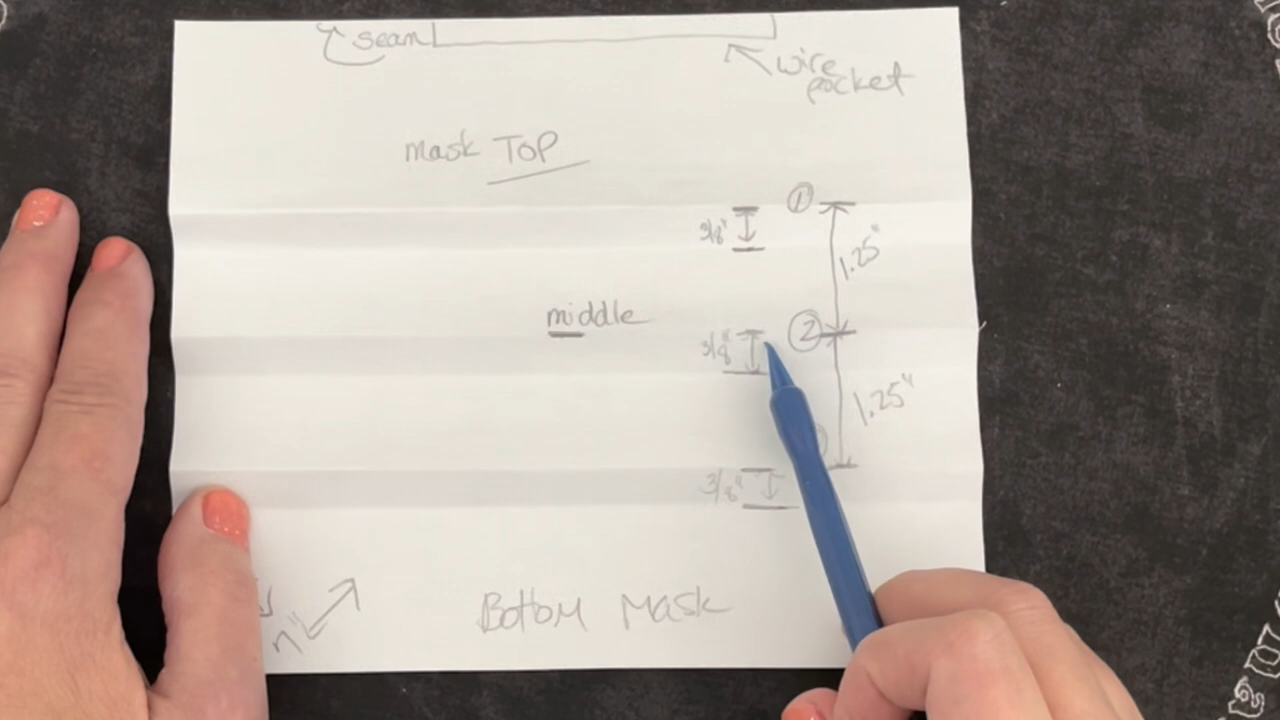 seam
wire
pocket
mask TOP
1
3/8"
1.25"
middle
2
3/8"
1.25"
3/8"
Bottom Mask